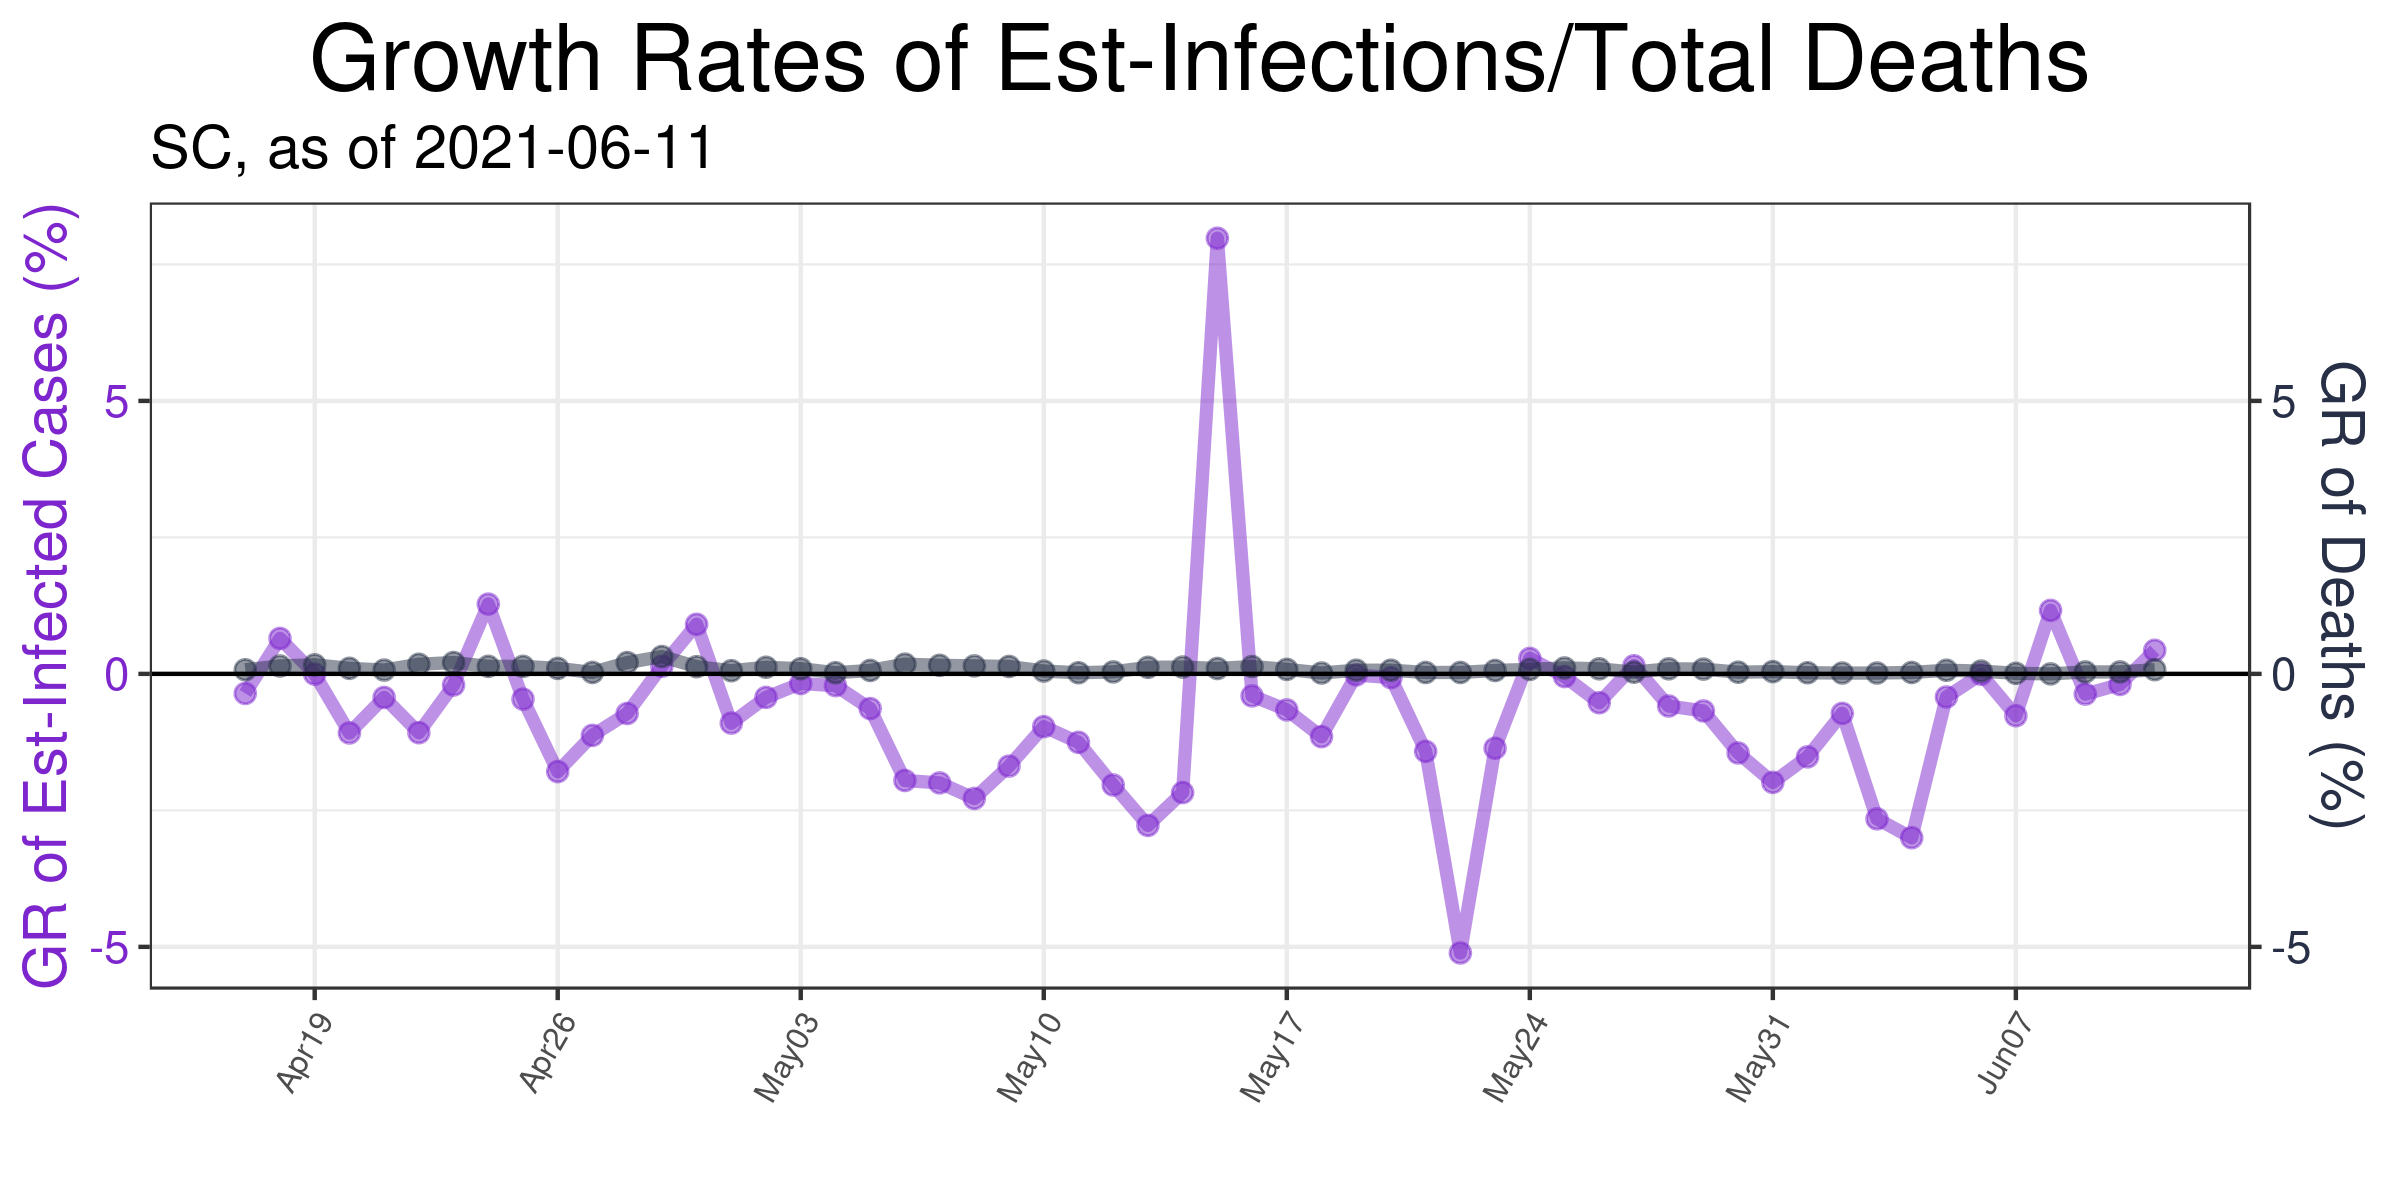 Growth Rates of Est-Infections/Total Deaths
SC, as of 2021-06-11
GR of Est-Infected Cases (%)
5
0
-5
5
0
-5
GR of Deaths (%)
Apr19
Apr26
May03
May10
May17
May24
May31
Jun07